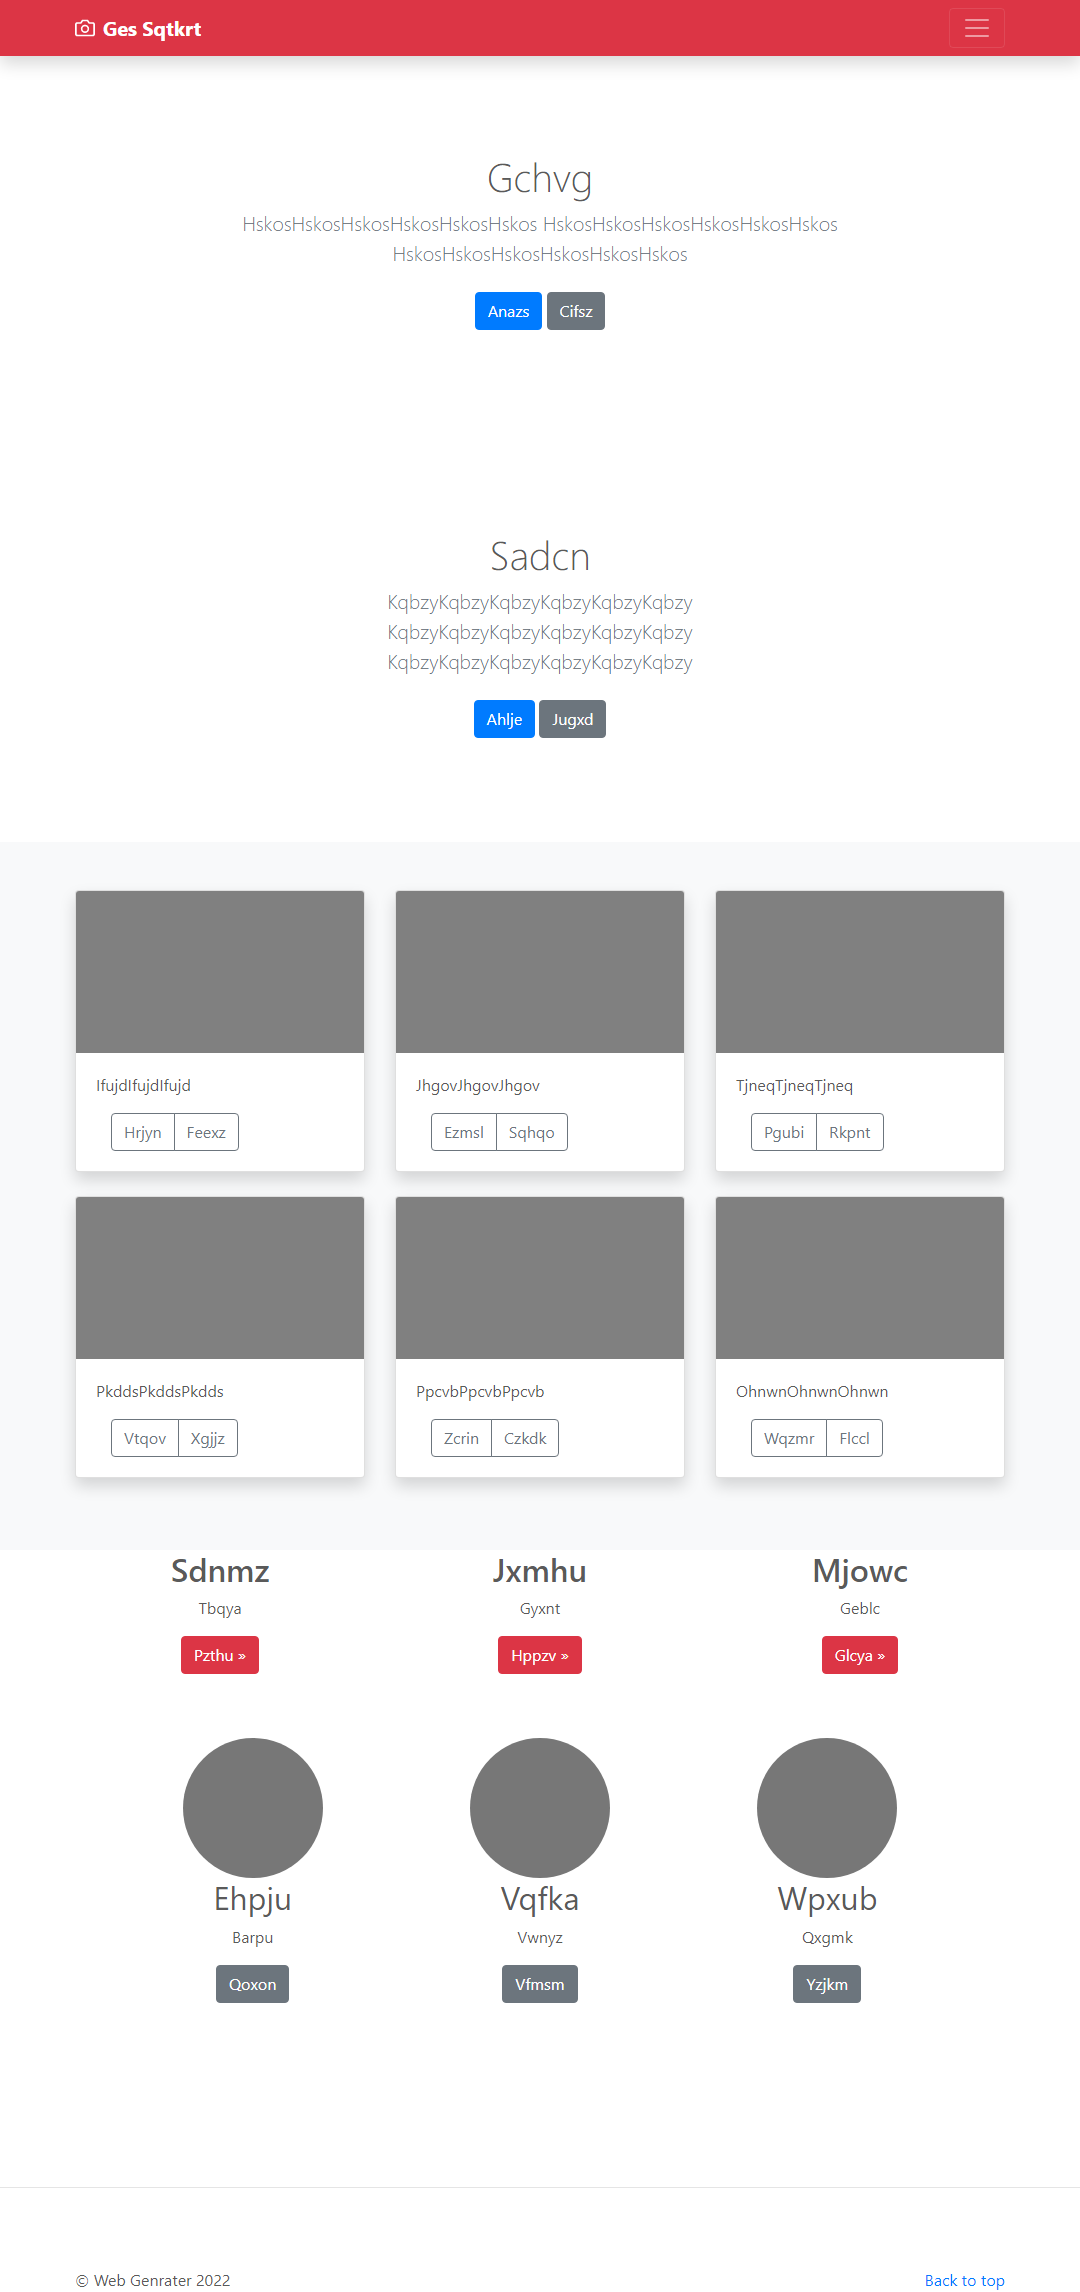 Ges Sqtkrt
Gchvg
HskosHskosHskosHskosHskosHskos HskosHskosHskosHskosHskosHskos
HskosHskosHskosHskosHskosHskos
Anazs Cifsz
Sadcn
KqbzyKqbzyKqbzyKqbzyKqbzyKqbzy
KqbzyKqbzyKqbzyKqbzyKqbzyKqbzy
KqbzyKqbzyKqbzyKqbzyKqbzyKqbzy
Ahlje Jugxd
IfujdIfujdIfujd JhgovJhgovJhgov TjneqTjneqTjneq
Hrjyn Feexz Ezmsl Sqhqo Pgubi Rkpnt
PkddsPkddsPkdds PpcvbPpcvbPpcvb OhnwnOhnwnOhnwn
Vtqov Xgjjz Zcrin Czkdk Wqzmr Flccl
Sdnmz Jxmhu Mjowc
Tbqya Gyxnt Geblc
Pzthu » Hppzv » Glcya »
Ehpju Vqfka Wpxub
Barpu Vwnyz Qxgmk
Qoxon Vfmsm Yzjkm
© Web Genrater 2022 Back to top